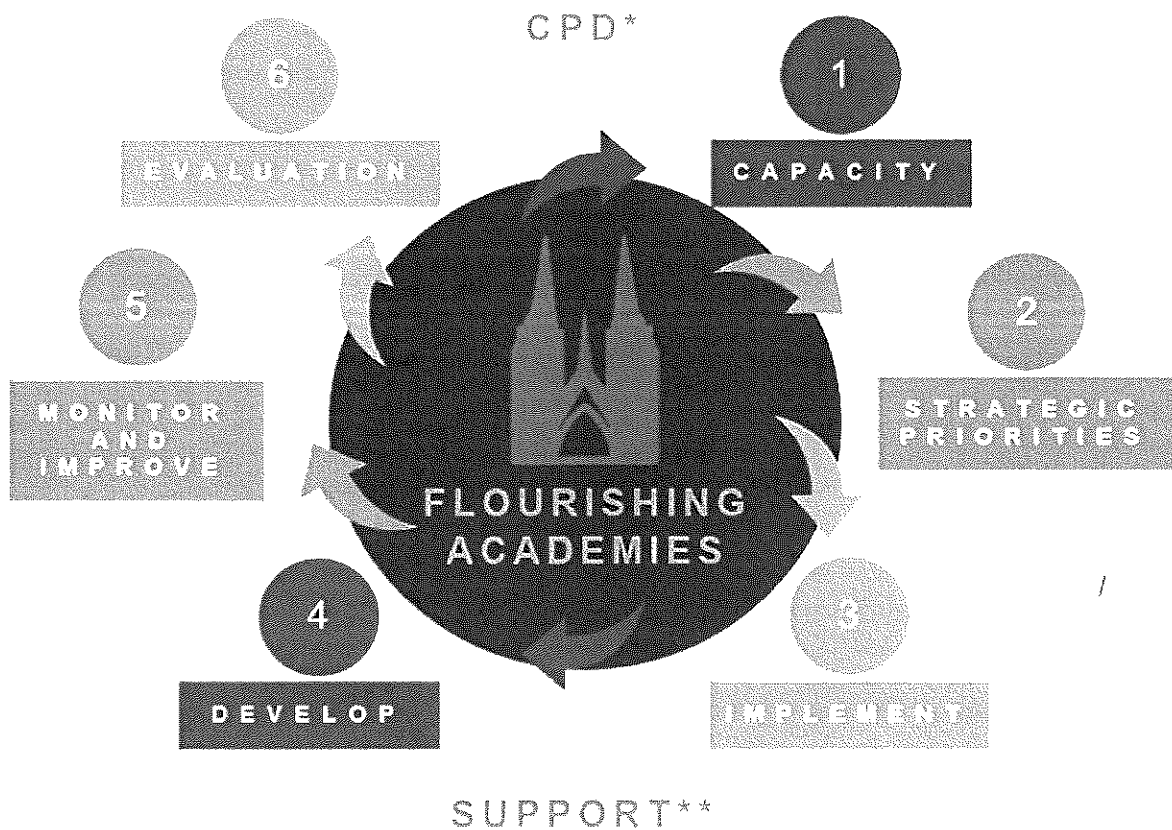 CPD*
6
EVALUATION
1
CAPACITY
5
MONITOR
AND
IMPROVE
2
STRATEGIC
PRIORITIES
FLOURISHING
ACADEMIES
4
DEVELOP
3
IMPLEMENT
SUPPORT**